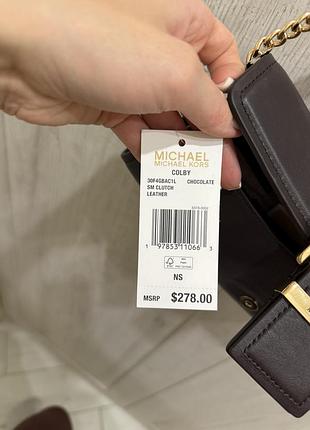 MICHAEL
MICHAEL KORS
COLBY
30F4GBAC1L CHOCOLATE
SM CLUTCH
LEATHER
1 97853 11066 3
NS
MSRP $278.00